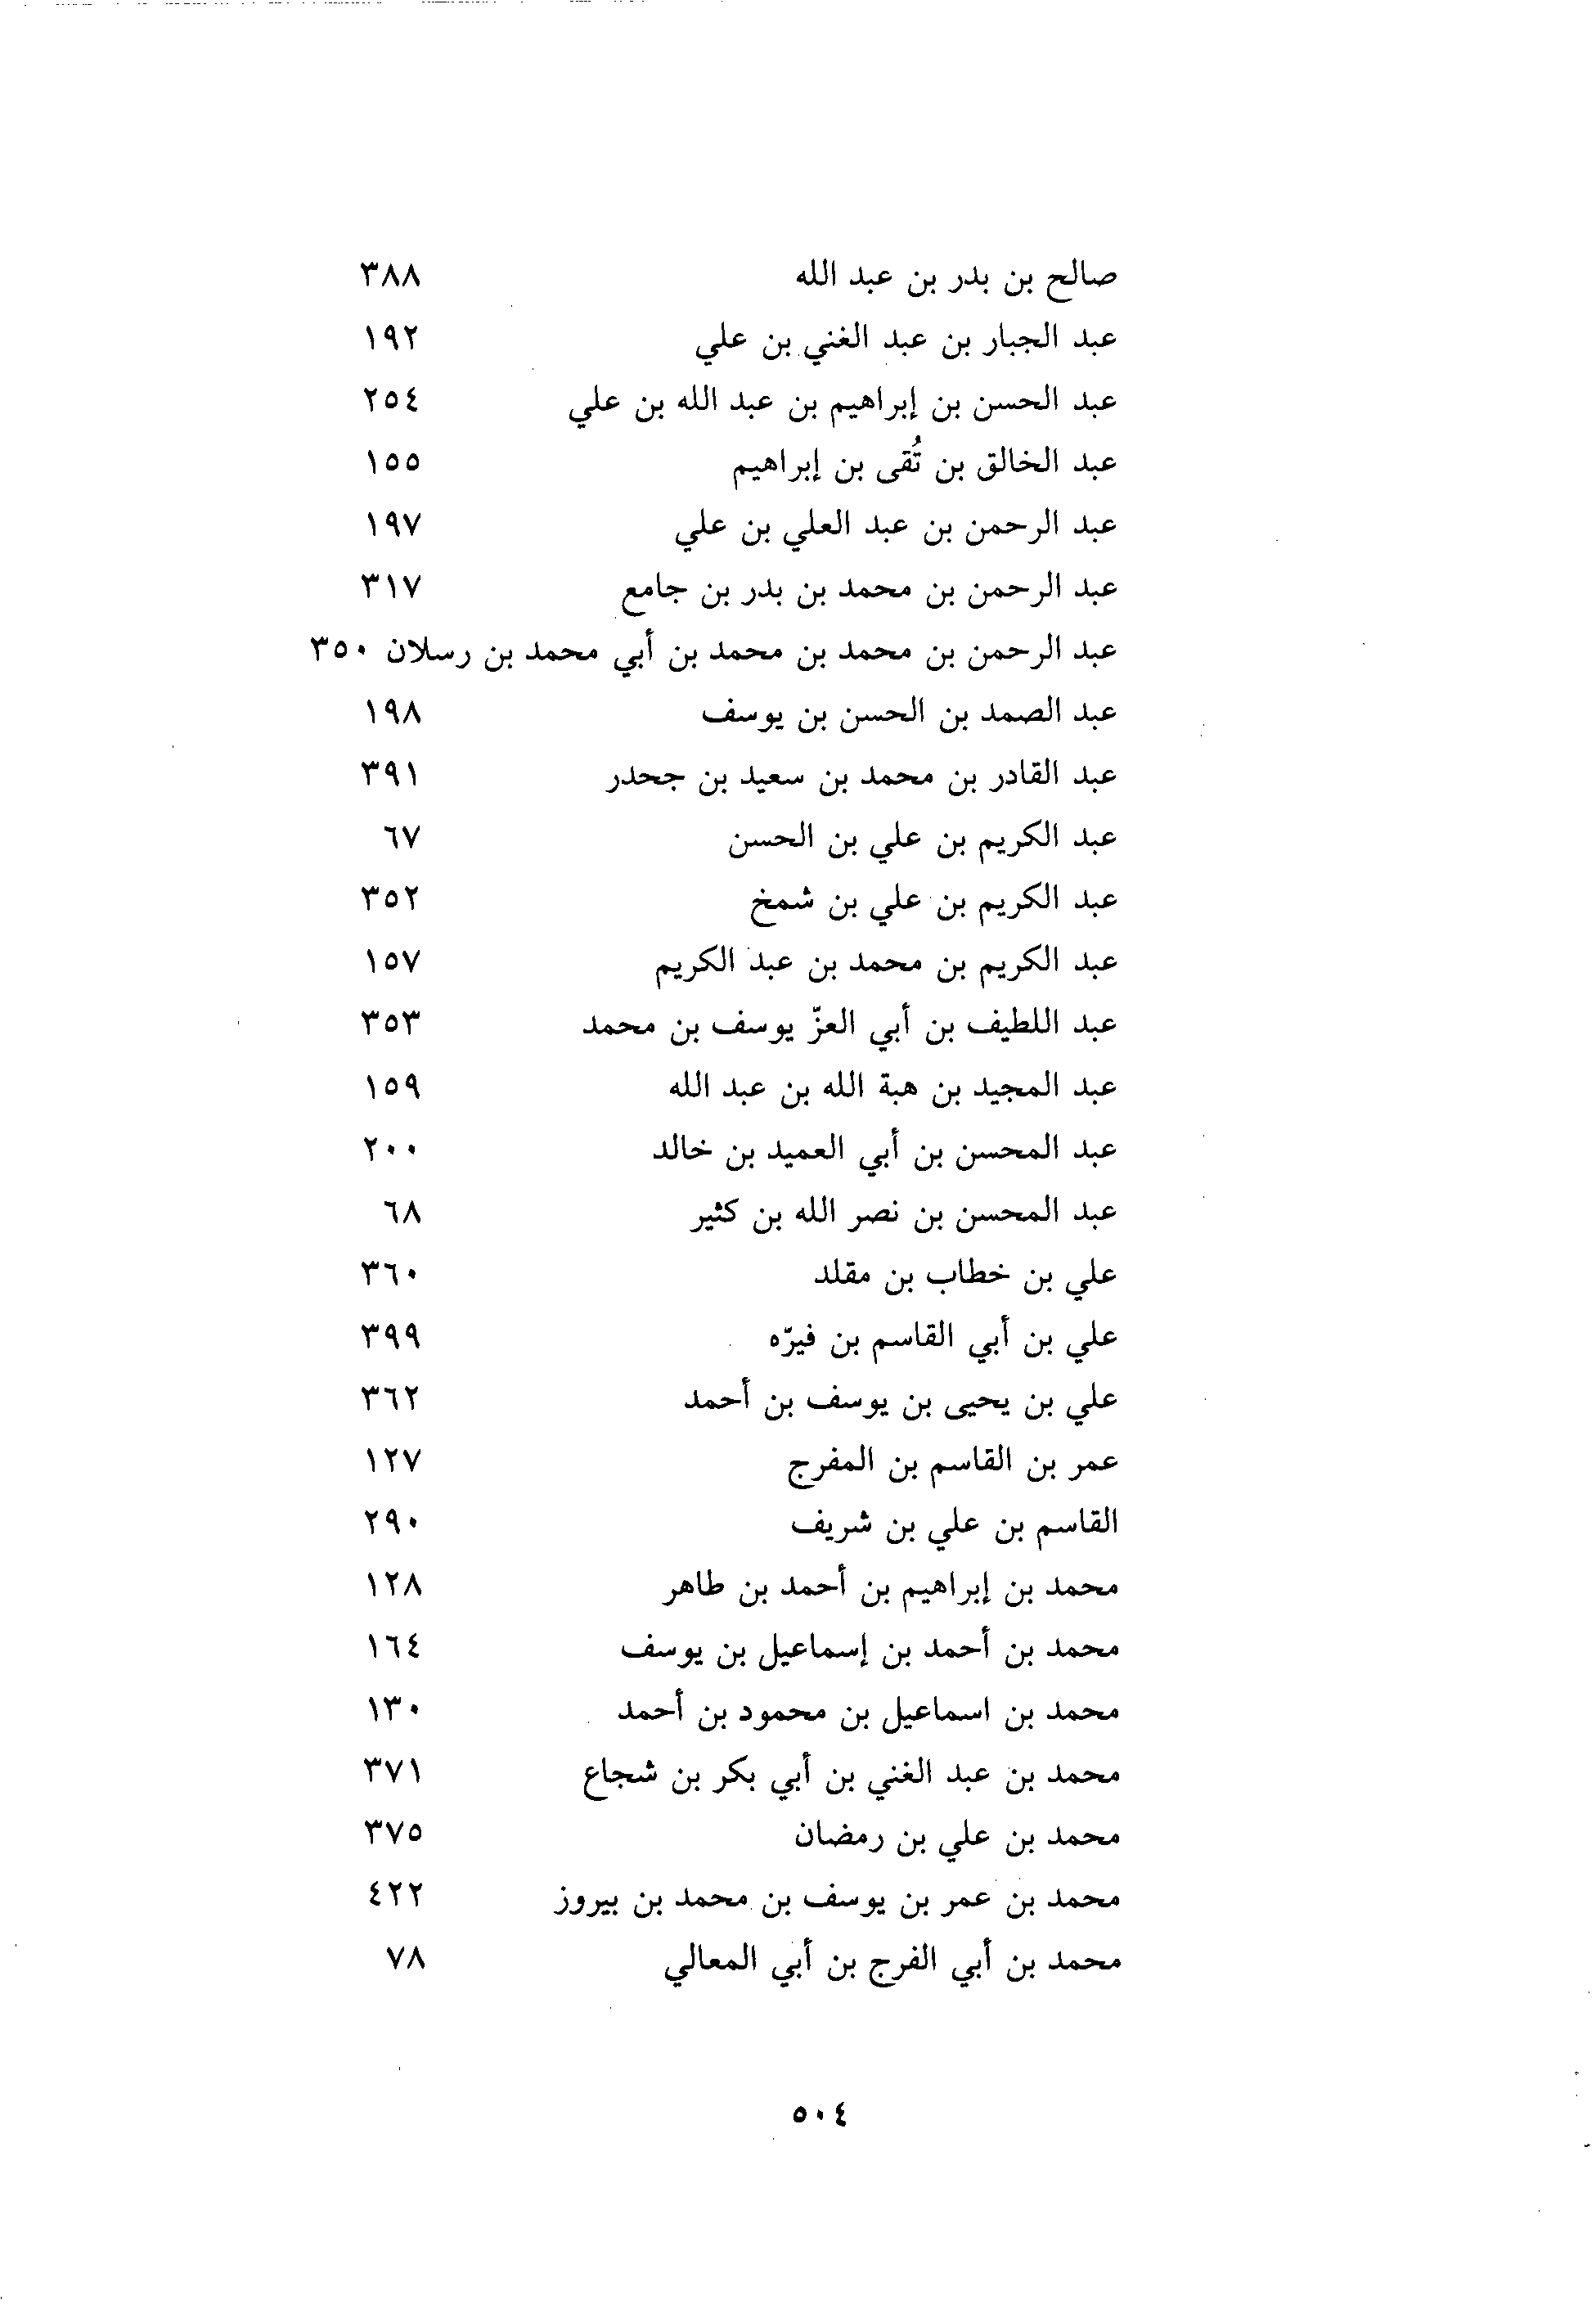 صالح بن بدر بن عبد الله ٣٨٨
عبد الجبار بن عبد الغني بن علي ١٩٢
عبد الحسن بن إبراهيم بن عبد الله بن علي ٢٥٤
عبد الخالق بن تُقى بن إبراهيم ١٥٥
عبد الرحمن بن عبد العلي بن علي ١٩٧
عبد الرحمن بن محمد بن بدر بن جامع ٣١٧
عبد الرحمن بن محمد بن محمد بن أبي محمد بن رسلان ٣٥٠
عبد الصمد بن الحسن بن يوسف ١٩٨
عبد القادر بن محمد بن سعيد بن جحدر ٣٩١
عبد الكريم بن علي بن الحسن ٦٧
عبد الكريم بن علي بن شمخ ٣٥٢
عبد الكريم بن محمد بن عبد الكريم ١٥٧
عبد اللطيف بن أبي العزّ يوسف بن محمد ٣٥٣
عبد المجيد بن هبة الله بن عبد الله ١٥٩
عبد المحسن بن أبي العميد بن خالد ٢٠٠
عبد المحسن بن نصر الله بن كثير ٦٨
علي بن خطاب بن مقلد ٣٦٠
علي بن أبي القاسم بن فيرّه ٣٩٩
علي بن يحيى بن يوسف بن أحمد ٣٦٢
عمر بن القاسم بن المفرج ١٢٧
القاسم بن علي بن شريف ٢٩٠
محمد بن إبراهيم بن أحمد بن طاهر ١٢٨
محمد بن أحمد بن إسماعيل بن يوسف ١٦٤
محمد بن اسماعيل بن محمود بن أحمد ١٣٠
محمد بن عبد الغني بن أبي بكر بن شجاع ٣٧١
محمد بن علي بن رمضان ٣٧٥
محمد بن عمر بن يوسف بن محمد بن بيروز ٤٢٢
محمد بن أبي الفرج بن أبي المعالي ٧٨
٥٠٤